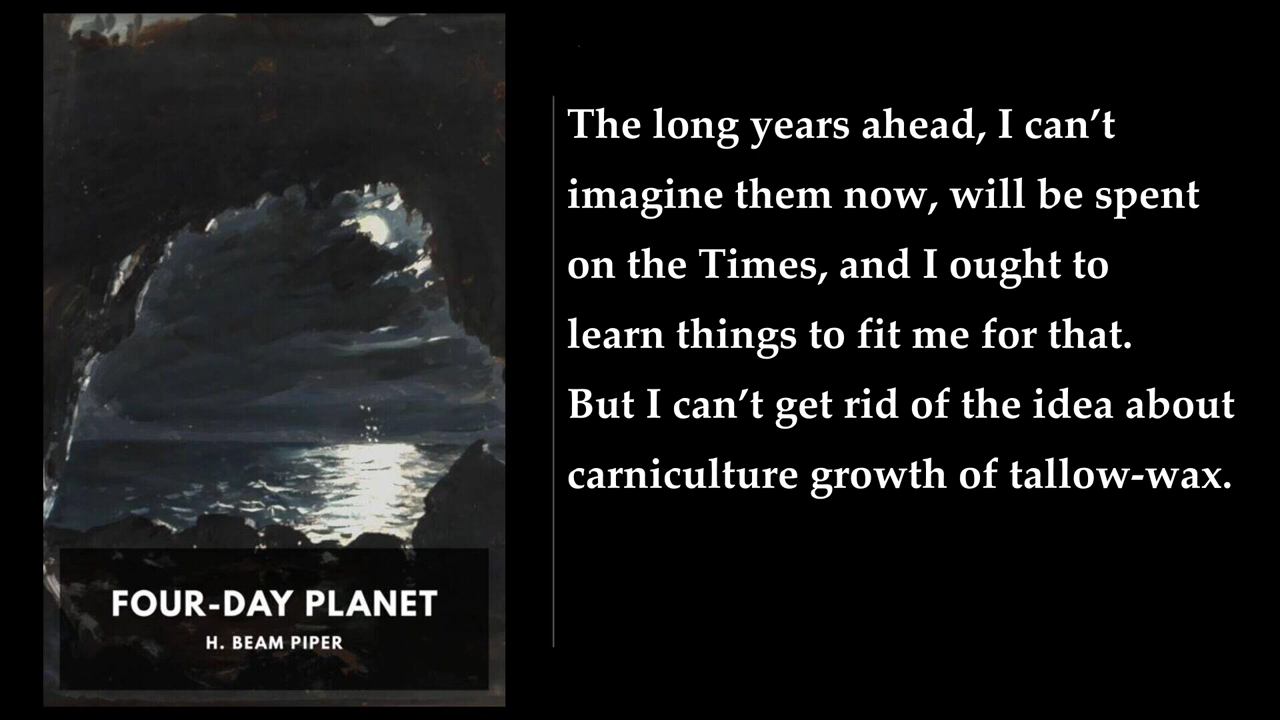 FOUR-DAY PLANET
H. BEAM PIPER
The long years ahead, I can’t
imagine them now, will be spent
on the Times, and I ought to
learn things to fit me for that.
But I can’t get rid of the idea about
carniculture growth of tallow-wax.